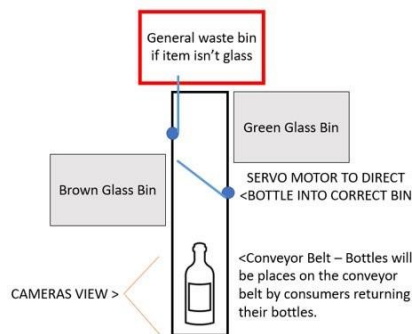 General waste bin
if item isn't glass
Green Glass Bin
Brown Glass Bin
SERVO MOTOR TO DIRECT
<BOTTLE INTO CORRECT BIN
CAMERAS VIEW >
<Conveyor Belt – Bottles will
be places on the conveyor
belt by consumers returning
their bottles.